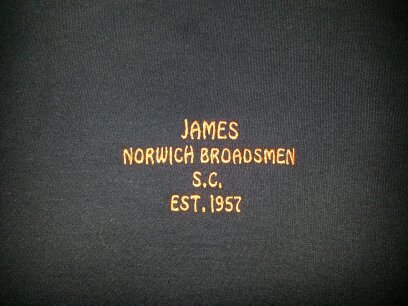 JAMES
NORWICH BROADSMEN
S.C.
EST. 1957